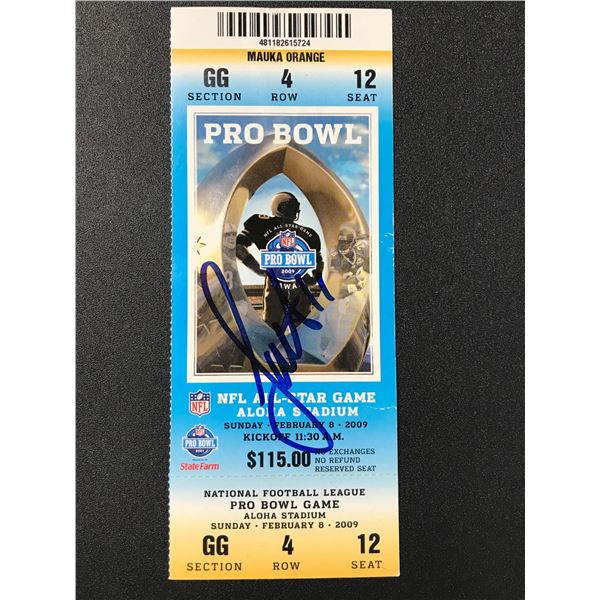 481182615724
MAUKA ORANGE
GG 4 12
SECTION ROW SEAT
PRO BOWL
NFL ALL-STAR GAME
NFL
PRO BOWL
2009
NFL ALL-STAR GAME
ALOHA STADIUM
SUNDAY · FEBRUARY 8 · 2009
KICKOFF 11:30 A.M.
NFL
PRO BOWL
2009
State Farm
$115.00
NO EXCHANGES
NO REFUND
RESERVED SEAT
NATIONAL FOOTBALL LEAGUE
PRO BOWL GAME
ALOHA STADIUM
SUNDAY · FEBRUARY 8 · 2009
GG 4 12
SECTION ROW SEAT